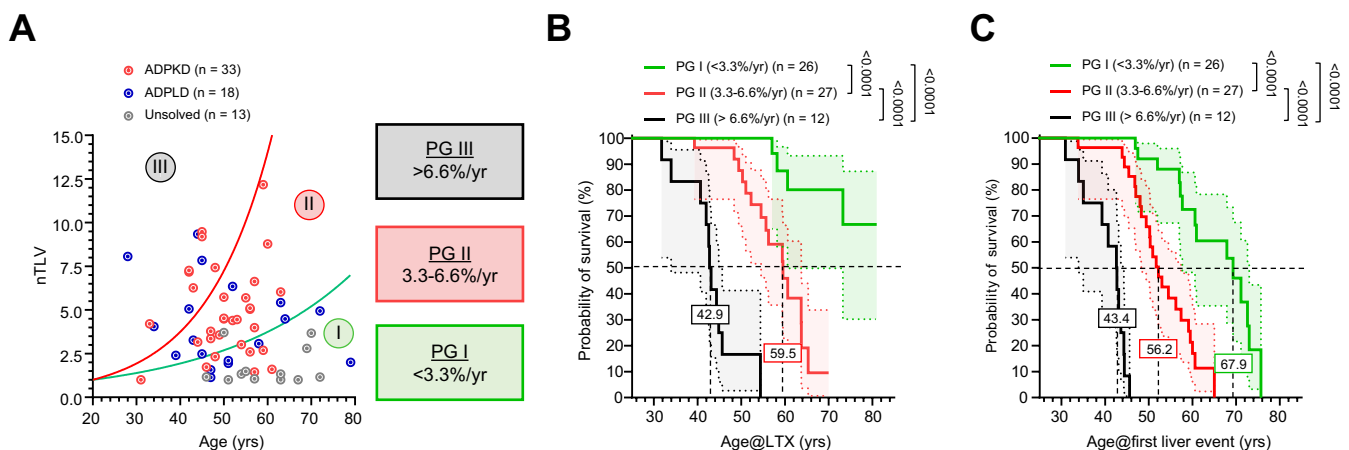 A
ADPKD (n = 33)
ADPLD (n = 18)
Unsolved (n = 13)
15.0
12.5
10.0
7.5
5.0
2.5
0.0
nTLV
20 30 40 50 60 70 80
Age (yrs)
III
II
I
PG III
>6.6%/yr
PG II
3.3-6.6%/yr
PG I
<3.3%/yr
B
PG I (<3.3%/yr) (n = 26)
PG II (3.3-6.6%/yr) (n = 27)
PG III (> 6.6%/yr) (n = 12)
<0.0001
<0.0001
<0.0001
100
90
80
70
60
50
40
30
20
10
0
Probability of survival (%)
42.9
59.5
30 40 50 60 70 80
Age@LTX (yrs)
C
PG I (<3.3%/yr) (n = 26)
PG II (3.3-6.6%/yr) (n = 27)
PG III (> 6.6%/yr) (n = 12)
<0.0001
<0.0001
<0.0001
100
90
80
70
60
50
40
30
20
10
0
Probability of survival (%)
43.4
56.2
67.9
30 40 50 60 70 80
Age@first liver event (yrs)